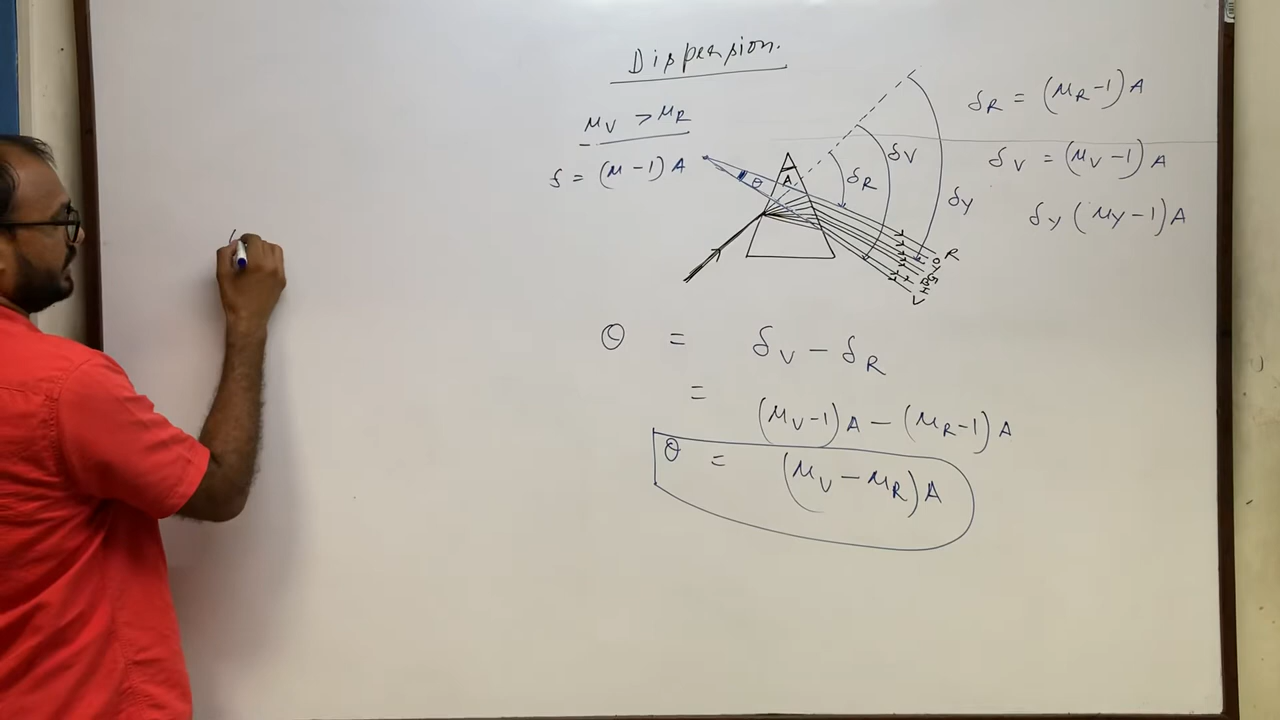 Dispersion.
μV > μR
δ = (μ - 1) A
A
θ
δR
δV
δY
R
O
Y
G
B
I
V
δR = (μR - 1) A
δV = (μV - 1) A
δY (μY - 1) A
θ = δV - δR
= (μV - 1) A - (μR - 1) A
θ = (μV - μR) A